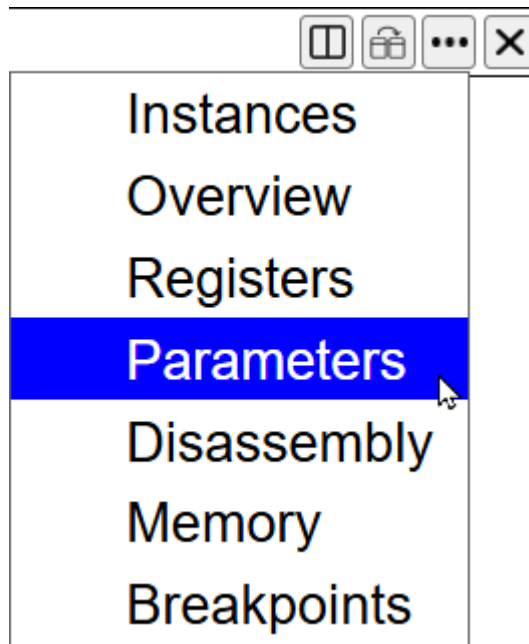 Instances
Overview
Registers
Parameters
Disassembly
Memory
Breakpoints